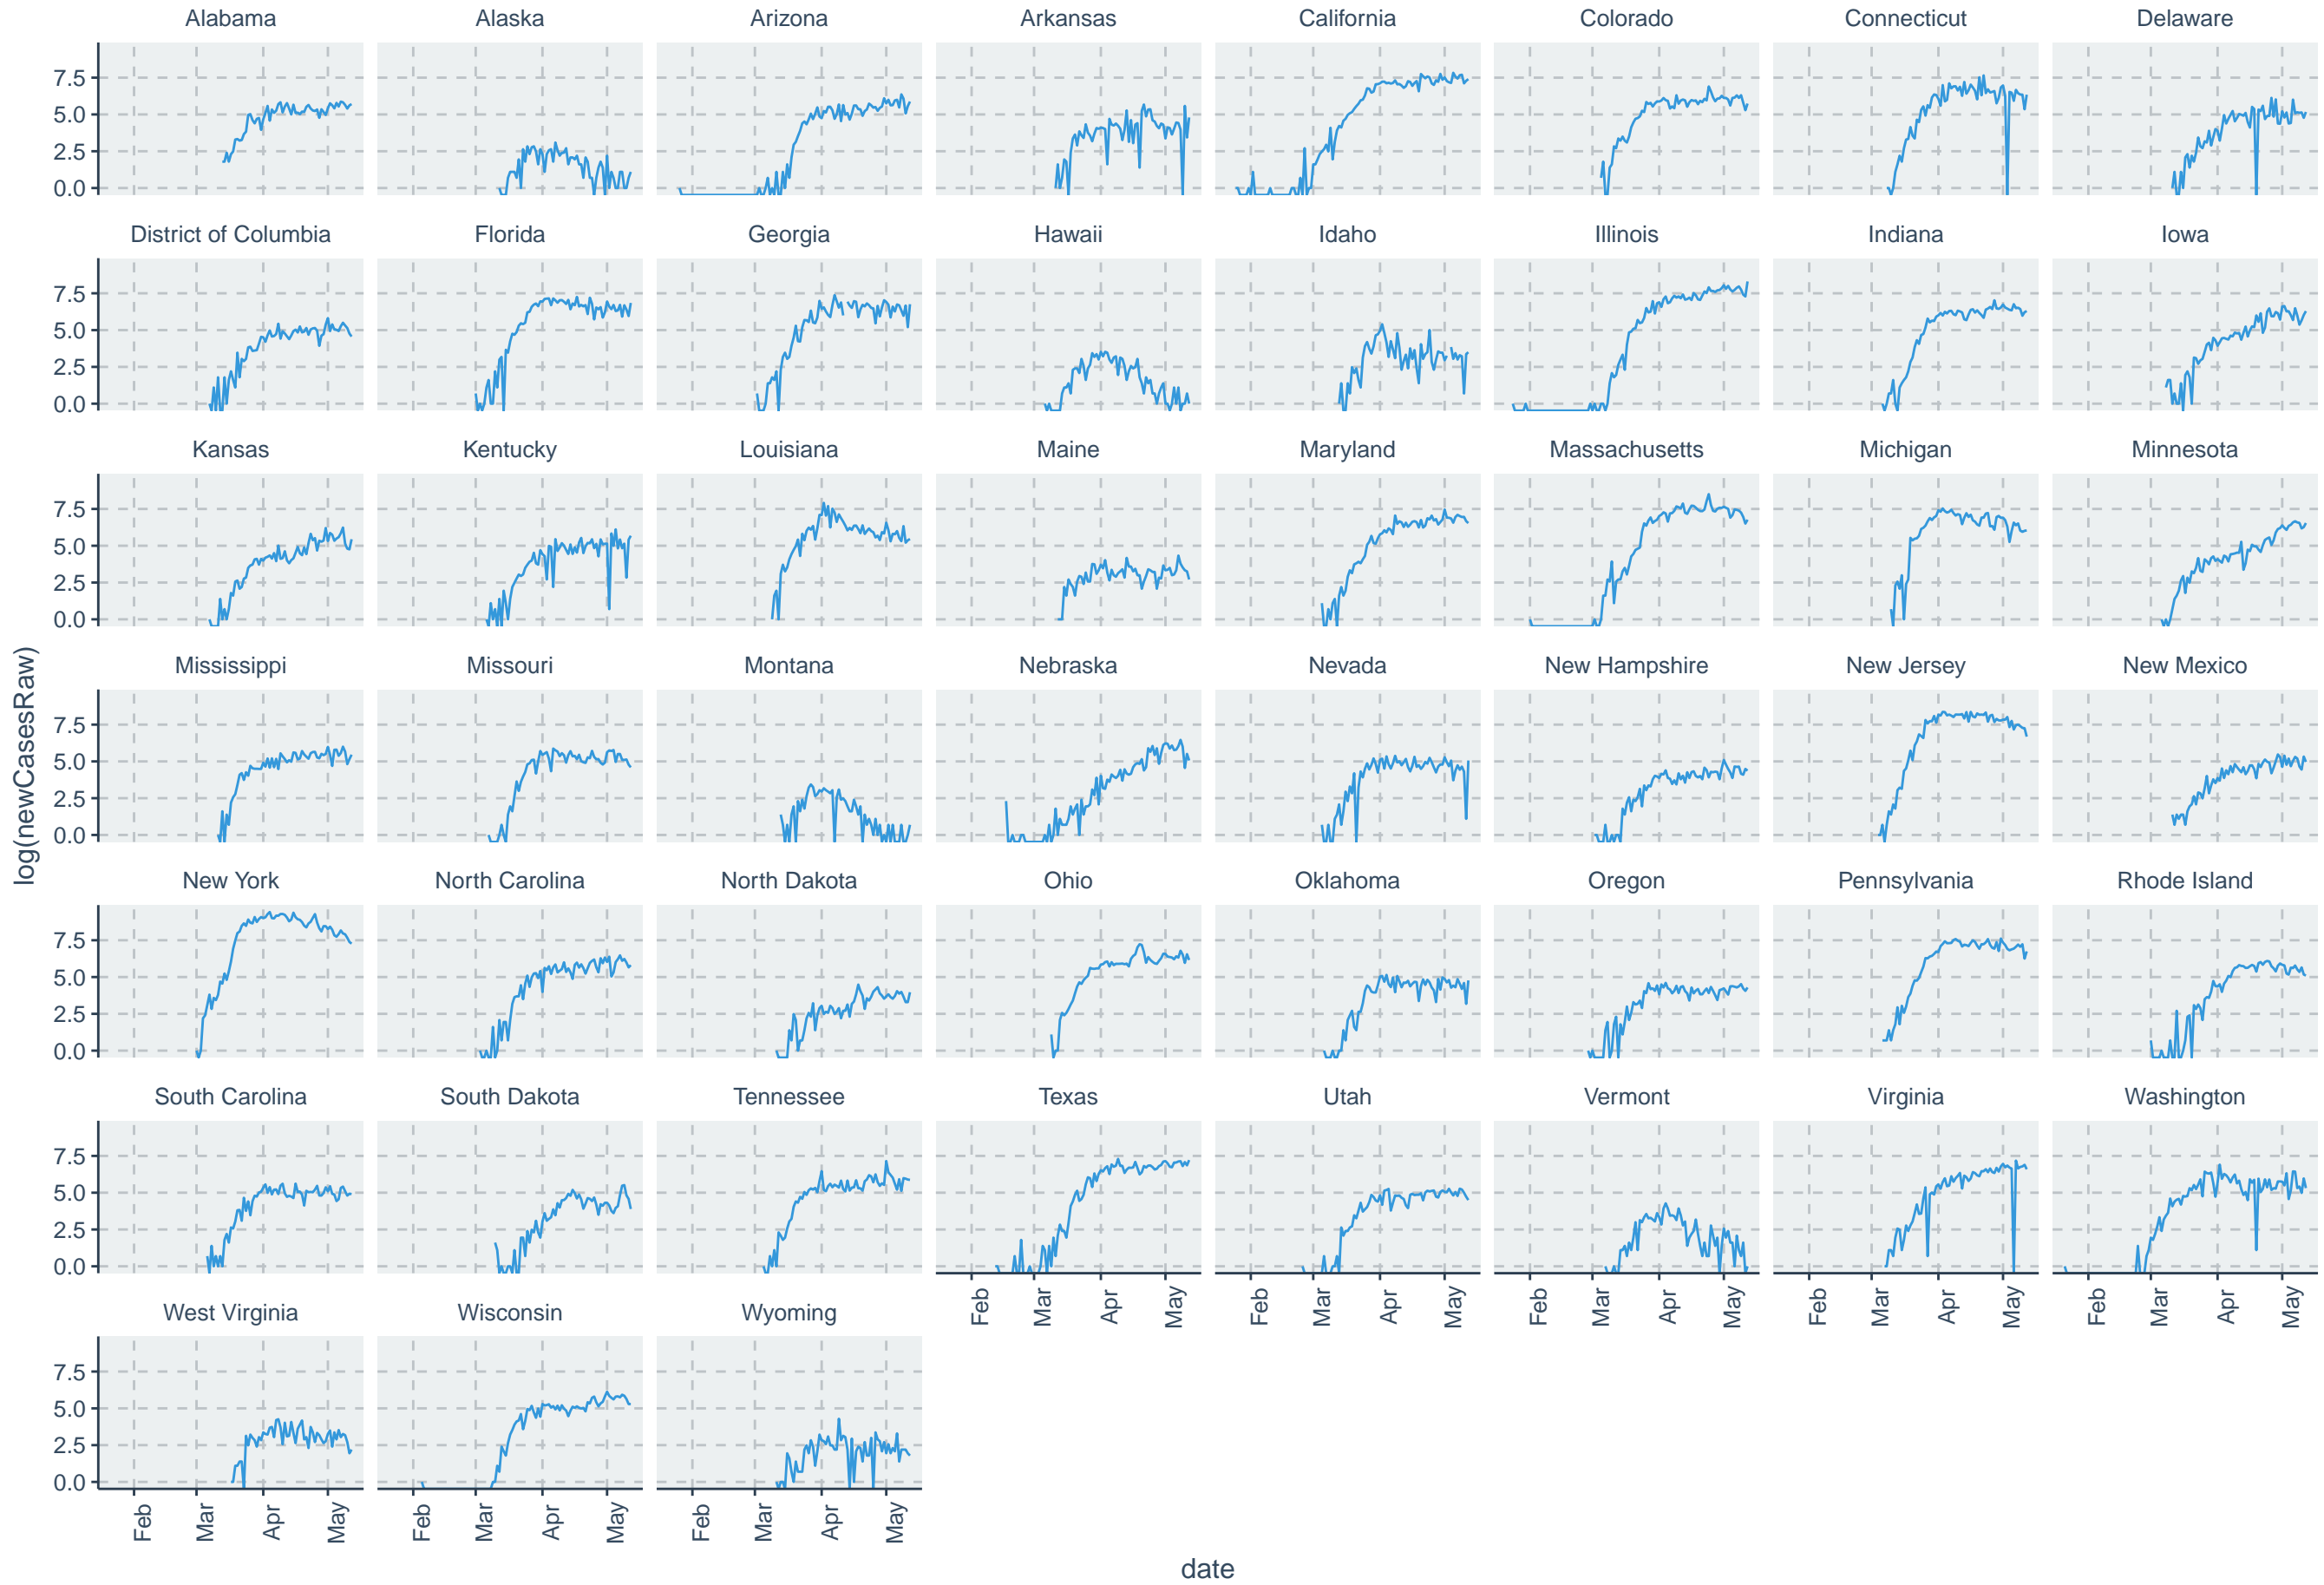 Alabama Alaska Arizona Arkansas California Colorado Connecticut Delaware
7.5
5.0
2.5
0.0
District of Columbia Florida Georgia Hawaii Idaho Illinois Indiana Iowa
7.5
5.0
2.5
0.0
Kansas Kentucky Louisiana Maine Maryland Massachusetts Michigan Minnesota
7.5
5.0
2.5
0.0
log(newCasesRaw)
Mississippi Missouri Montana Nebraska Nevada New Hampshire New Jersey New Mexico
7.5
5.0
2.5
0.0
New York North Carolina North Dakota Ohio Oklahoma Oregon Pennsylvania Rhode Island
7.5
5.0
2.5
0.0
South Carolina South Dakota Tennessee Texas Utah Vermont Virginia Washington
7.5
5.0
2.5
0.0
Feb Mar Apr May Feb Mar Apr May Feb Mar Apr May Feb Mar Apr May Feb Mar Apr May
West Virginia Wisconsin Wyoming
7.5
5.0
2.5
0.0
Feb Mar Apr May Feb Mar Apr May Feb Mar Apr May
date